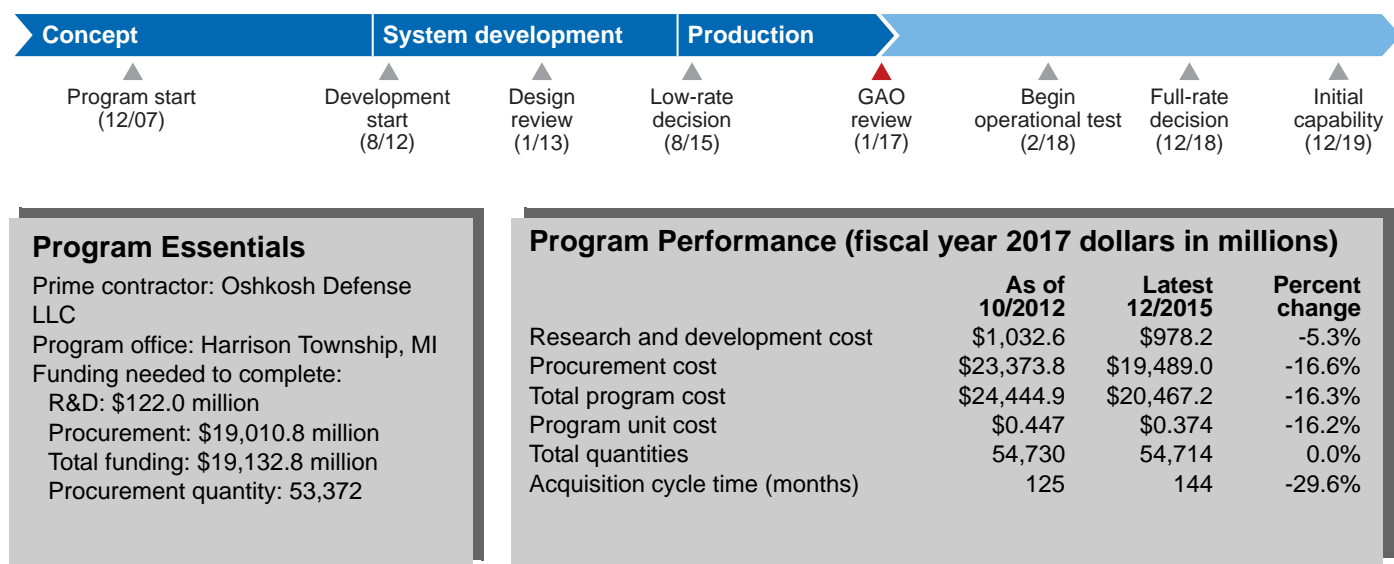 Concept System development Production
Program start
(12/07)
Development
start
(8/12)
Design
review
(1/13)
Low-rate
decision
(8/15)
GAO
review
(1/17)
Begin
operational test
(2/18)
Full-rate
decision
(12/18)
Initial
capability
(12/19)
Program Essentials
Prime contractor: Oshkosh Defense
LLC
Program office: Harrison Township, MI
Funding needed to complete:
R&D: $122.0 million
Procurement: $19,010.8 million
Total funding: $19,132.8 million
Procurement quantity: 53,372
Program Performance (fiscal year 2017 dollars in millions)
As of Latest Percent
10/2012 12/2015 change
Research and development cost $1,032.6 $978.2 -5.3%
Procurement cost $23,373.8 $19,489.0 -16.6%
Total program cost $24,444.9 $20,467.2 -16.3%
Program unit cost $0.447 $0.374 -16.2%
Total quantities 54,730 54,714 0.0%
Acquisition cycle time (months) 125 144 -29.6%